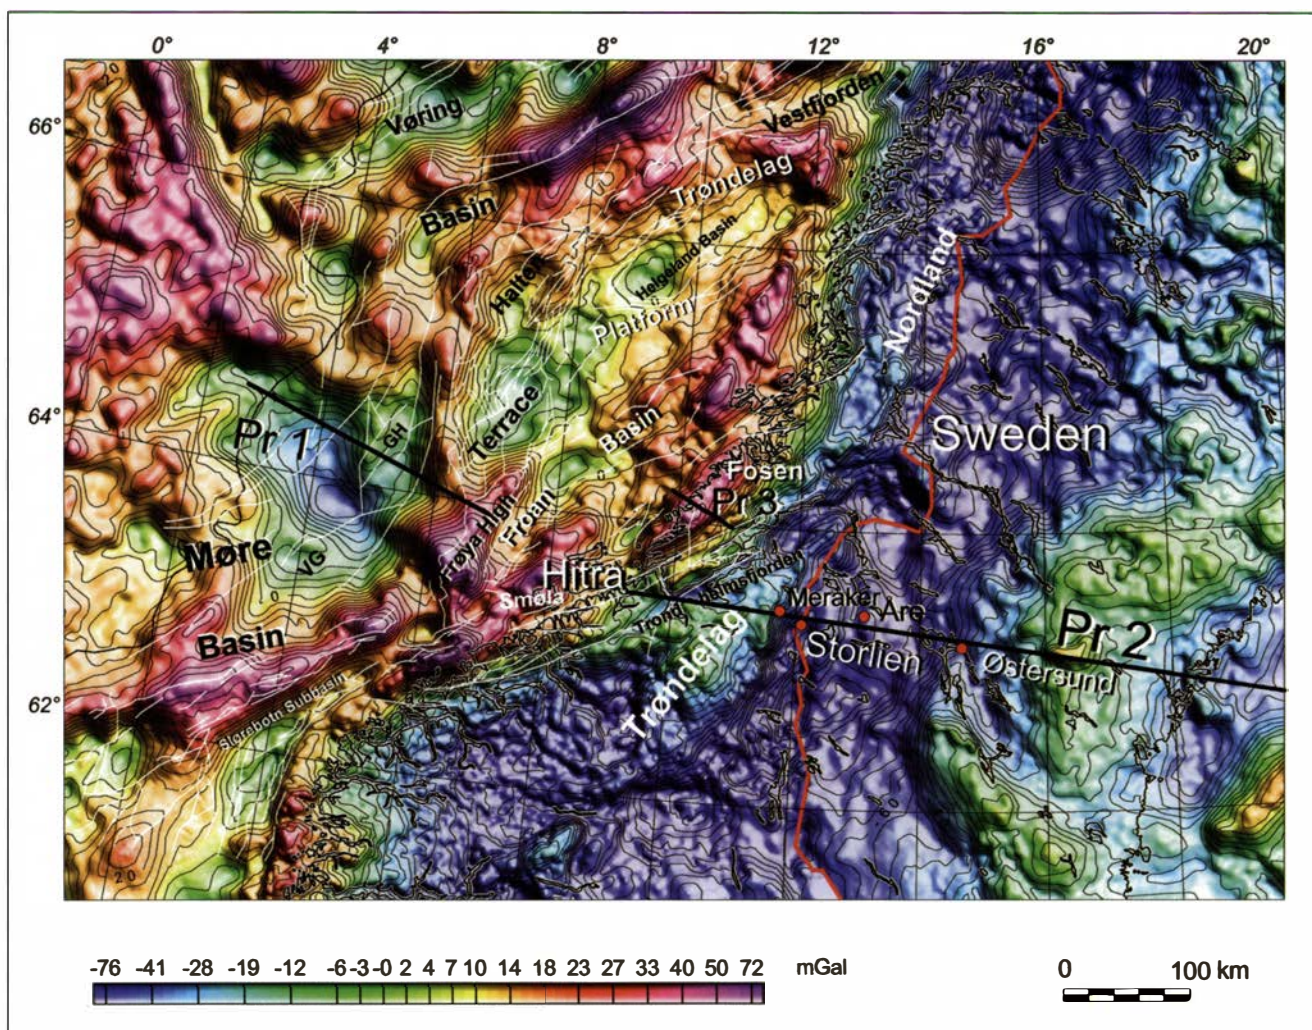 0° 4° 8° 12° 16° 20°
66°
64°
62°
20
Vøring
Vestfjorden
Trøndelag
Basin
Halten
Helgeland Basin
Platform
Nordland
Terrace
Basin
Sweden
Pr 1
GH
Fosen
Pr 3
Frøya High
Froan
Møre
VG
Hitra
Smøla
Meråker
Åre
Storlien
Pr 2
Østersund
Trøndelag
Basin
Slørebotn Subbasin
20
-76 -41 -28 -19 -12 -6 -3 -0 2 4 7 10 14 18 23 27 33 40 50 72 mGal
0 100 km